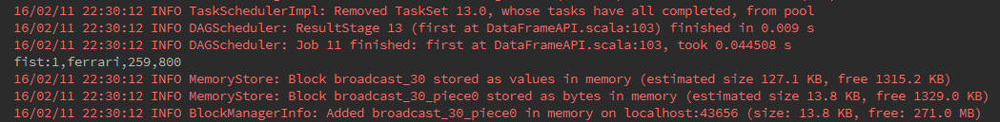 16/02/11 22:30:12 INFO TaskSchedulerImpl: Removed TaskSet 13.0, whose tasks have all completed, from pool
16/02/11 22:30:12 INFO DAGScheduler: ResultStage 13 (first at DataFrameAPI.scala:103) finished in 0.009 s
16/02/11 22:30:12 INFO DAGScheduler: Job 11 finished: first at DataFrameAPI.scala:103, took 0.044508 s
fist:1,ferrari,259,800
16/02/11 22:30:12 INFO MemoryStore: Block broadcast_30 stored as values in memory (estimated size 127.1 KB, free 1315.2 KB)
16/02/11 22:30:12 INFO MemoryStore: Block broadcast_30_piece0 stored as bytes in memory (estimated size 13.8 KB, free 1329.0 KB)
16/02/11 22:30:12 INFO BlockManagerInfo: Added broadcast_30_piece0 in memory on localhost:43656 (size: 13.8 KB, free: 271.0 MB)